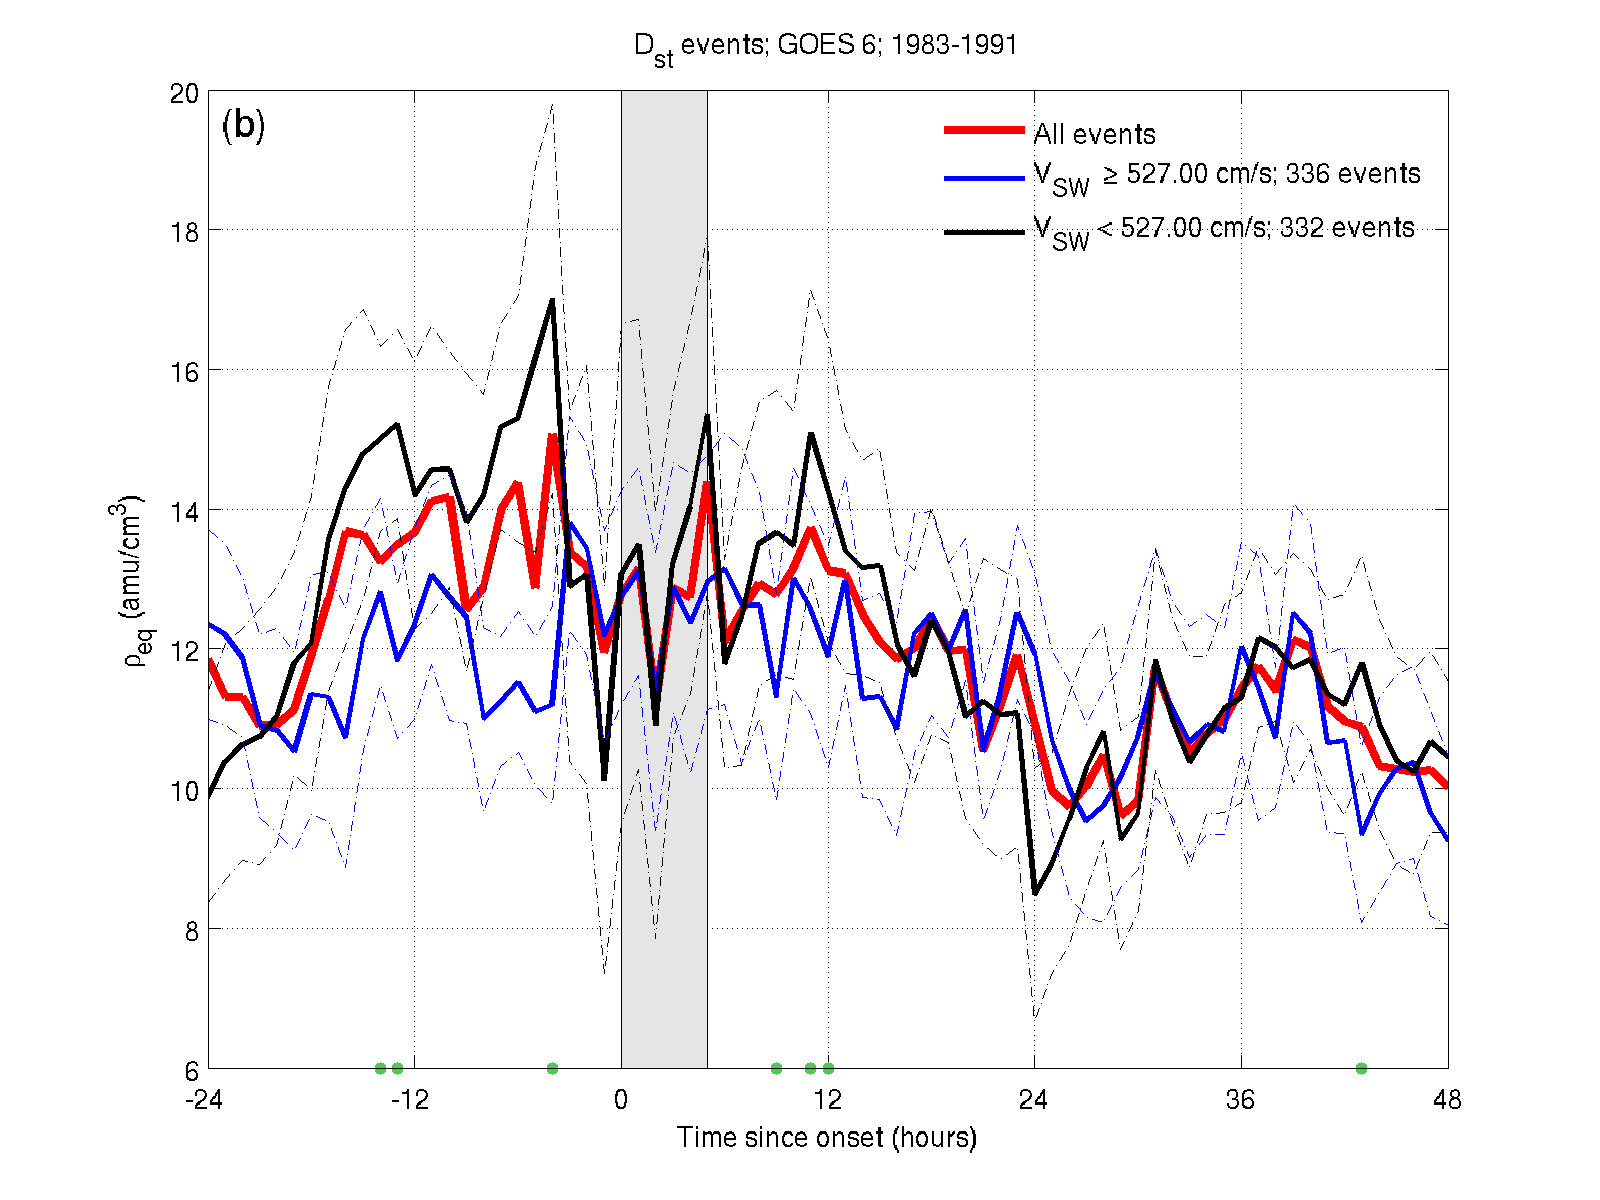 D_st events; GOES 6; 1983-1991
(b)
All events
V_SW ≥ 527.00 cm/s; 336 events
V_SW < 527.00 cm/s; 332 events
20
18
16
14
12
10
8
6
ρ_eq (amu/cm^3)
-24 -12 0 12 24 36 48
Time since onset (hours)